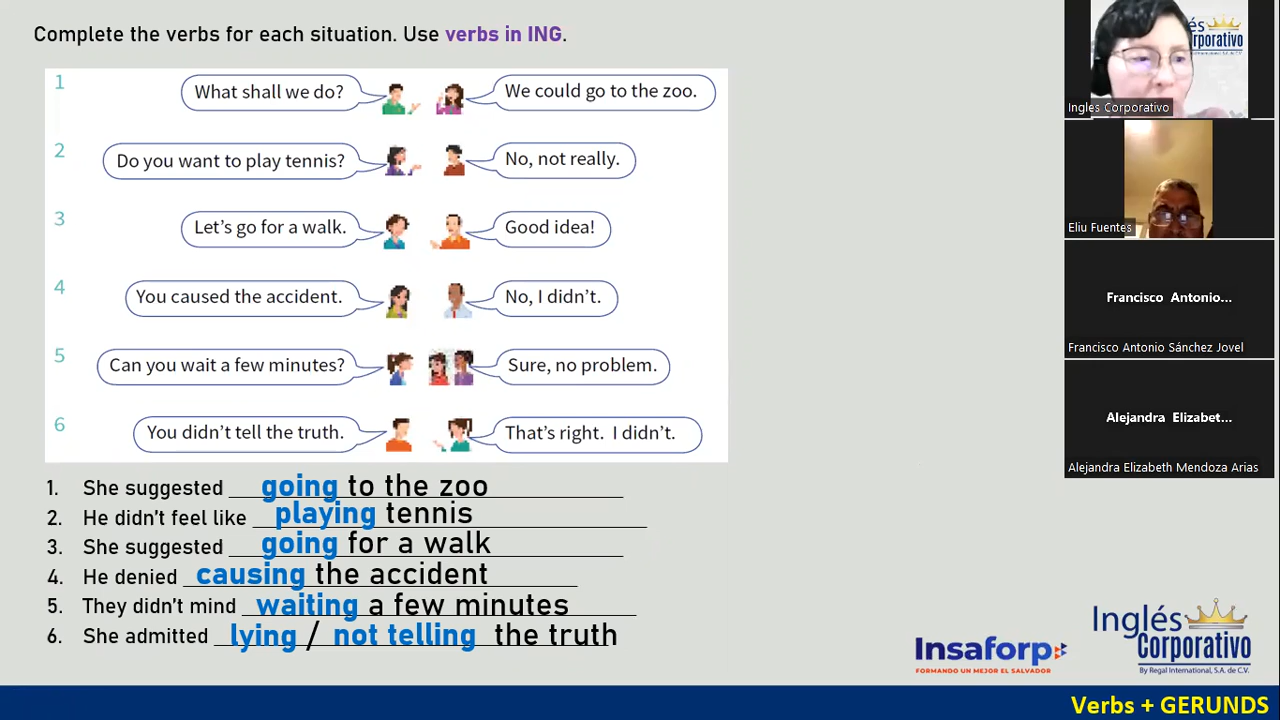 Complete the verbs for each situation. Use verbs in ING.
1 What shall we do? We could go to the zoo.
2 Do you want to play tennis? No, not really.
3 Let's go for a walk. Good idea!
4 You caused the accident. No, I didn't.
5 Can you wait a few minutes? Sure, no problem.
6 You didn't tell the truth. That's right. I didn't.
1. She suggested going to the zoo
2. He didn't feel like playing tennis
3. She suggested going for a walk
4. He denied causing the accident
5. They didn't mind waiting a few minutes
6. She admitted lying / not telling the truth
Insaforp
FORMANDO UN MEJOR EL SALVADOR
Inglés
Corporativo
By Regal International, S.A. de C.V.
Verbs + GERUNDS
Ingles Corporativo
Eliu Fuentes
Francisco Antonio...
Francisco Antonio Sánchez Jovel
Alejandra Elizabet...
Alejandra Elizabeth Mendoza Arias